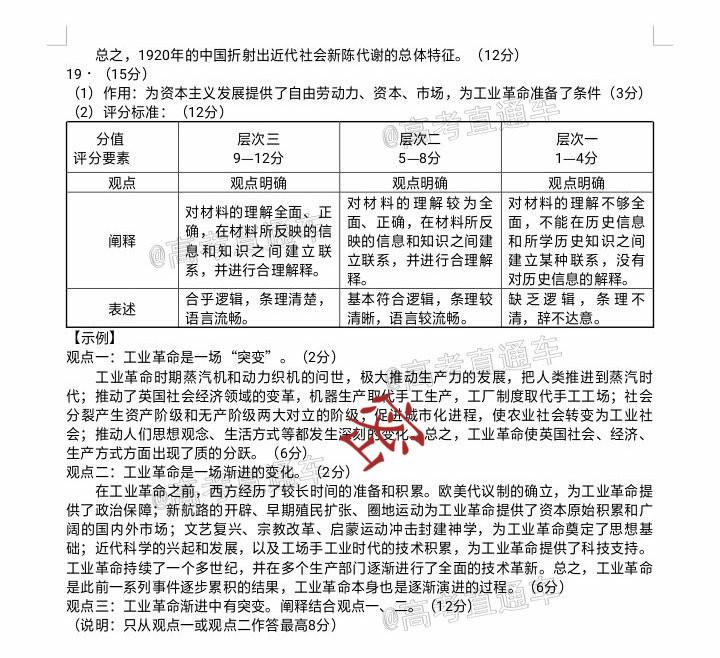 总之，1920年的中国折射出近代社会新陈代谢的总体特征。（12分）
19·（15分）
（1）作用：为资本主义发展提供了自由劳动力、资本、市场，为工业革命准备了条件（3分）
（2）评分标准：（12分）
分值 层次三 层次二 层次一
评分要素 9—12分 5—8分 1—4分
观点 观点明确 观点明确 观点明确
阐释
对材料的理解全面、正
确，在材料所反映的信
息和知识之间建立联
系，并进行合理解释。
对材料的理解较为全
面、正确，在材料所反
映的信息和知识之间建
立联系，并进行合理解
释。
对材料的理解不够全
面，不能在历史信息
和所学历史知识之间
建立某种联系，没有
对历史信息的解释。
表述
合乎逻辑，条理清楚，
语言流畅。
基本符合逻辑，条理较
清晰，语言较流畅。
缺乏逻辑，条理不
清，辞不达意。
【示例】
观点一：工业革命是一场“突变”。（2分）
工业革命时期蒸汽机和动力织机的问世，极大推动生产力的发展，把人类推进到蒸汽时
代；推动了英国社会经济领域的变革，机器生产取代手工生产，工厂制度取代手工工场；社会
分裂产生资产阶级和无产阶级两大对立的阶级，促进城市化进程，使农业社会转变为工业社
会；推动人们思想观念、生活方式等都发生深刻的变化。总之，工业革命使英国社会、经济、
生产方式方面出现了质的分跃。（6分）
观点二：工业革命是一场渐进的变化。（2分）
在工业革命之前，西方经历了较长时间的准备和积累。欧美代议制的确立，为工业革命提
供了政治保障；新航路的开辟、早期殖民扩张、圈地运动为工业革命提供了资本原始积累和广
阔的国内外市场；文艺复兴、宗教改革、启蒙运动冲击封建神学，为工业革命奠定了思想基
础；近代科学的兴起和发展，以及工场手工业时代的技术积累，为工业革命提供了科技支持。
工业革命持续了一个多世纪，并在多个生产部门逐渐进行了全面的技术革新。总之，工业革命
是此前一系列事件逐步累积的结果，工业革命本身也是逐渐演进的过程。（6分）
观点三：工业革命渐进中有突变。阐释结合观点一、二。（12分）
（说明：只从观点一或观点二作答最高8分）
@高考直通车
@高考直通车
@高考直通车
@高考直通车
@高考直通车